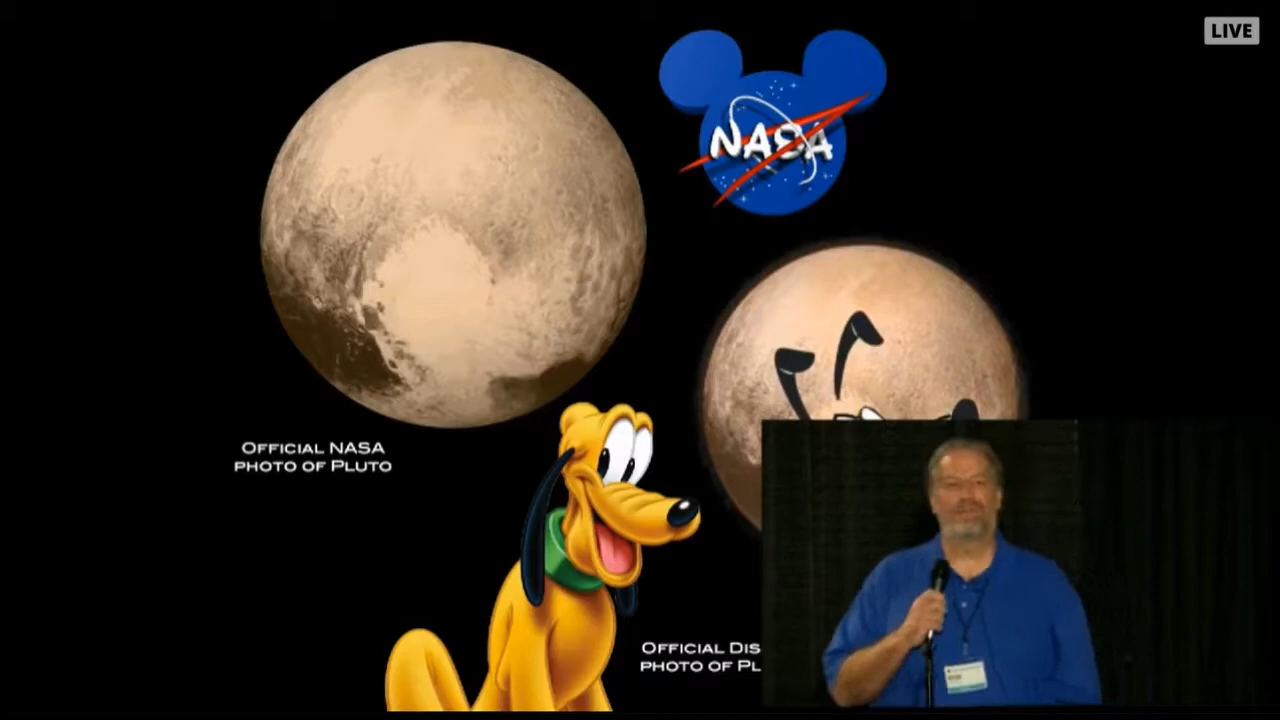 LIVE
NASA
OFFICIAL NASA
PHOTO OF PLUTO
OFFICIAL DIS
PHOTO OF PL